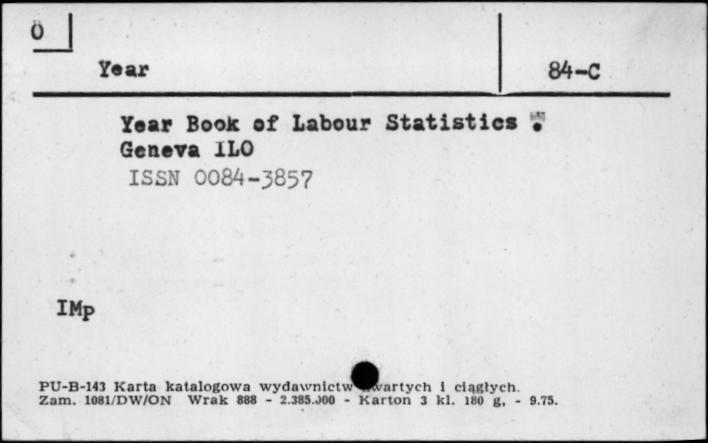 Ö
Year 84-C
Year Book of Labour Statistics.
Geneva ILO
ISSN 0084-3857
IMp
PU-B-143 Karta katalogowa wydawnictw zwartych i ciągłych.
Zam. 1081/DW/ON Wrak 888 - 2.385.000 - Karton 3 kl. 180 g, - 9.75.